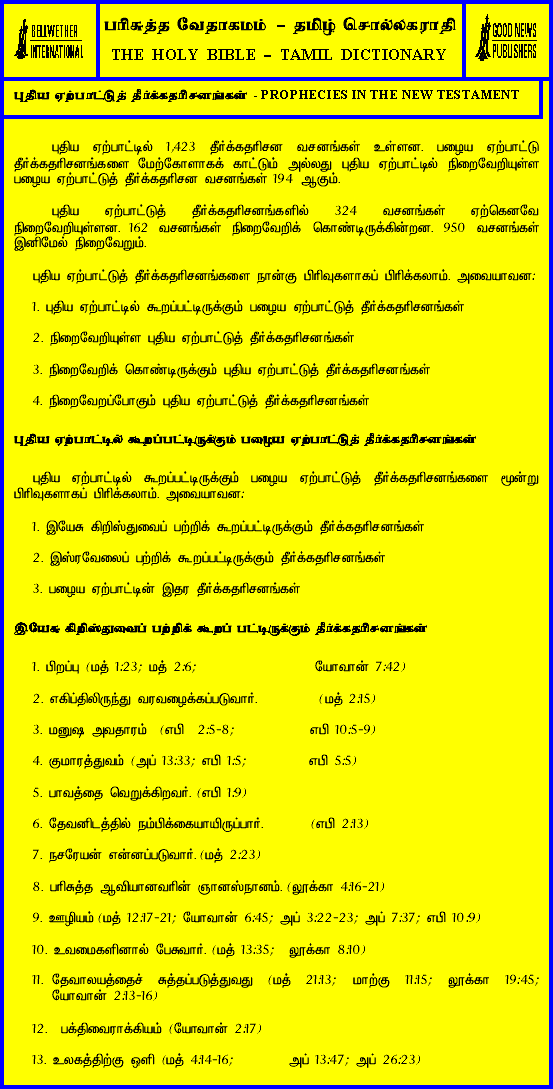 BELLWETHER
INTERNATIONAL
பரிசுத்த வேதாகமம் – தமிழ் சொல்லகராதி
THE HOLY BIBLE – TAMIL DICTIONARY
GOOD NEWS
PUBLISHERS
புதிய ஏற்பாட்டுத் தீர்க்கதரிசனங்கள் - PROPHECIES IN THE NEW TESTAMENT
புதிய ஏற்பாட்டில் 1,423 தீர்க்கதரிசன வசனங்கள் உள்ளன. பழைய ஏற்பாட்டு
தீர்க்கதரிசனங்களை மேற்கோளாகக் காட்டும் அல்லது புதிய ஏற்பாட்டில் நிறைவேறியுள்ள
பழைய ஏற்பாட்டுத் தீர்க்கதரிசன வசனங்கள் 194 ஆகும்.
புதிய ஏற்பாட்டுத் தீர்க்கதரிசனங்களில் 324 வசனங்கள் ஏற்கெனவே
நிறைவேறியுள்ளன. 162 வசனங்கள் நிறைவேறிக் கொண்டிருக்கின்றன. 950 வசனங்கள்
இனிமேல் நிறைவேறும்.
புதிய ஏற்பாட்டுத் தீர்க்கதரிசனங்களை நான்கு பிரிவுகளாகப் பிரிக்கலாம். அவையாவன:
1. புதிய ஏற்பாட்டில் கூறப்பட்டிருக்கும் பழைய ஏற்பாட்டுத் தீர்க்கதரிசனங்கள்
2. நிறைவேறியுள்ள புதிய ஏற்பாட்டுத் தீர்க்கதரிசனங்கள்
3. நிறைவேறிக் கொண்டிருக்கும் புதிய ஏற்பாட்டுத் தீர்க்கதரிசனங்கள்
4. நிறைவேறப்போகும் புதிய ஏற்பாட்டுத் தீர்க்கதரிசனங்கள்
புதிய ஏற்பாட்டில் கூறப்பட்டிருக்கும் பழைய ஏற்பாட்டுத் தீர்க்கதரிசனங்கள்
புதிய ஏற்பாட்டில் கூறப்பட்டிருக்கும் பழைய ஏற்பாட்டுத் தீர்க்கதரிசனங்களை மூன்று
பிரிவுகளாகப் பிரிக்கலாம். அவையாவன:
1. இயேசு கிறிஸ்துவைப் பற்றிக் கூறப்பட்டிருக்கும் தீர்க்கதரிசனங்கள்
2. இஸ்ரவேலைப் பற்றிக் கூறப்பட்டிருக்கும் தீர்க்கதரிசனங்கள்
3. பழைய ஏற்பாட்டின் இதர தீர்க்கதரிசனங்கள்
இயேசு கிறிஸ்துவைப் பற்றிக் கூறப் பட்டிருக்கும் தீர்க்கதரிசனங்கள்
1. பிறப்பு (மத் 1:23; மத் 2:6; யோவான் 7:42)
2. எகிப்திலிருந்து வரவழைக்கப்படுவார். (மத் 2:15)
3. மனுஷ அவதாரம் (எபி 2:5-8; எபி 10:5-9)
4. குமாரத்துவம் (அப் 13:33; எபி 1:5; எபி 5:5)
5. பாவத்தை வெறுக்கிறவர். (எபி 1:9)
6. தேவனிடத்தில் நம்பிக்கையாயிருப்பார். (எபி 2:13)
7. நசரேயன் என்னப்படுவார். (மத் 2:23)
8. பரிசுத்த ஆவியானவரின் ஞானஸ்நானம். (லூக்கா 4:16-21)
9. ஊழியம் (மத் 12:17-21; யோவான் 6:45; அப் 3:22-23; அப் 7:37; எபி 10:9)
10. உவமைகளினால் பேசுவார். (மத் 13:35; லூக்கா 8:10)
11. தேவாலயத்தைச் சுத்தப்படுத்துவது (மத் 21:13; மாற்கு 11:15; லூக்கா 19:45;
யோவான் 2:13-16)
12. பக்திவைராக்கியம் (யோவான் 2:17)
13. உலகத்திற்கு ஒளி (மத் 4:14-16; அப் 13:47; அப் 26:23)